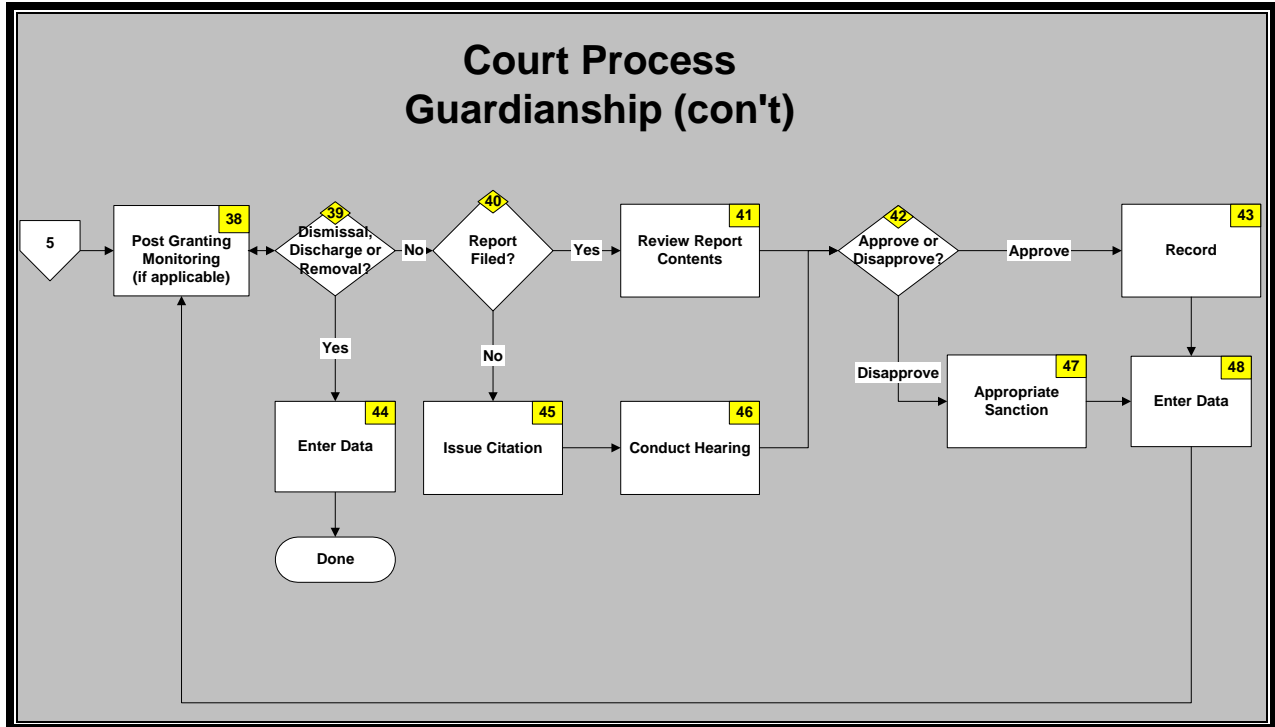 Court Process
Guardianship (con't)
5
38
Post Granting
Monitoring
(if applicable)
39
Dismissal,
Discharge or
Removal?
No
40
Report
Filed?
Yes
41
Review Report
Contents
42
Approve or
Disapprove?
Approve
43
Record
Yes
No
Disapprove
47
Appropriate
Sanction
48
Enter Data
44
Enter Data
45
Issue Citation
46
Conduct Hearing
Done